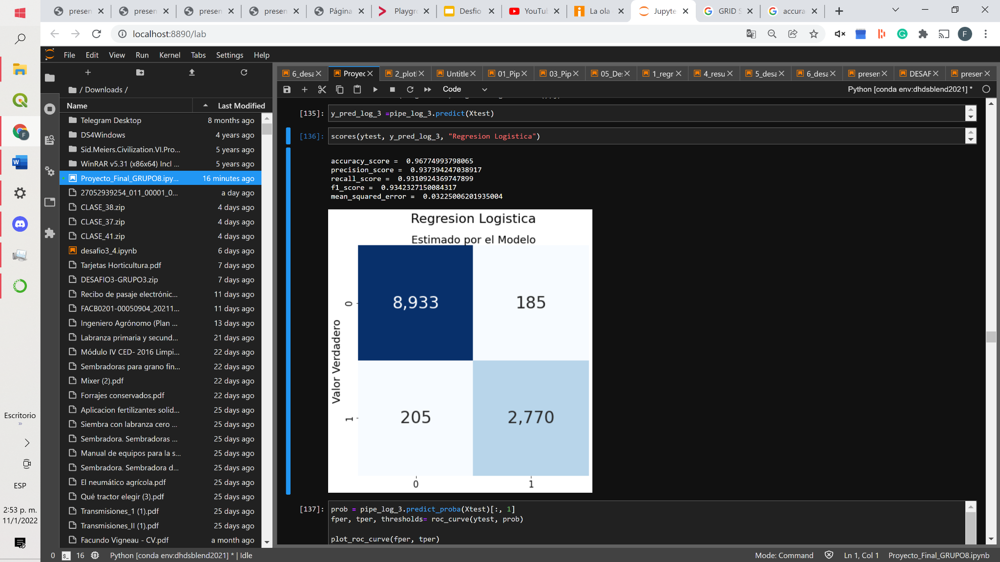 presen
presen
presen
presen
Página
Playgr
Desfio
YouTu
La ola
Jupyte
GRID S
accura
localhost:8890/lab
F
File Edit View Run Kernel Tabs Settings Help
/ Downloads /
Name Last Modified
Telegram Desktop 8 months ago
DS4Windows 4 years ago
Sid.Meiers.Civilization.VI.Pro... 5 years ago
WinRAR v5.31 (x86x64) Incl ... 5 years ago
Proyecto_Final_GRUPO8.ipy... 16 minutes ago
27052939254_011_00001_0... a day ago
CLASE_38.zip 4 days ago
CLASE_37.zip 4 days ago
CLASE_41.zip 4 days ago
desafio3_4.ipynb 6 days ago
Tarjetas Horticultura.pdf 7 days ago
DESAFIO3-GRUPO3.zip 7 days ago
Recibo de pasaje electrónic... 11 days ago
FACB0201-00050904_20211... 11 days ago
Ingeniero Agrónomo (Plan ... 13 days ago
Labranza primaria y secund... 21 days ago
Módulo IV CED- 2016 Limpi... 22 days ago
Sembradoras para grano fin... 22 days ago
Mixer (2).pdf 22 days ago
Forrajes conservados.pdf 22 days ago
Aplicacion fertilizantes solid... 25 days ago
Siembra con labranza cero ... 25 days ago
Sembradora. Sembradoras ... 25 days ago
Manual de equipos para la s... 25 days ago
Sembradora. Sembradora d... 25 days ago
El neumático agrícola.pdf 25 days ago
Qué tractor elegir (3).pdf 25 days ago
Transmisiones_1 (1).pdf 25 days ago
Transmisiones_II (1).pdf 25 days ago
Facundo Vigneau - CV.pdf a month ago
6_desa
Proyec
2_plotl
Untitle
01_Pip
03_Pip
05_De
1_regr
4_resu
5_desa
6_desa
presen
DESAF
preser
Code
Python [conda env:dhdsblend2021] *
[135]: y_pred_log_3 =pipe_log_3.predict(Xtest)
[136]: scores(ytest, y_pred_log_3, "Regresion Logistica")
accuracy_score = 0.96774993798065
precision_score = 0.937394247038917
recall_score = 0.9310924369747899
f1_score = 0.9342327150084317
mean_squared_error = 0.03225006201935004
Regresion Logistica
Estimado por el Modelo
Valor Verdadero
0
8,933
185
1
205
2,770
0
1
[137]: prob = pipe_log_3.predict_proba(Xtest)[:, 1]
fper, tper, thresholds= roc_curve(ytest, prob)
plot_roc_curve(fper, tper)
Escritorio
»
ESP
2:53 p. m.
11/1/2022
0 16 Python [conda env:dhdsblend2021] * | Idle
Mode: Command Ln 1, Col 1 Proyecto_Final_GRUPO8.ipynb